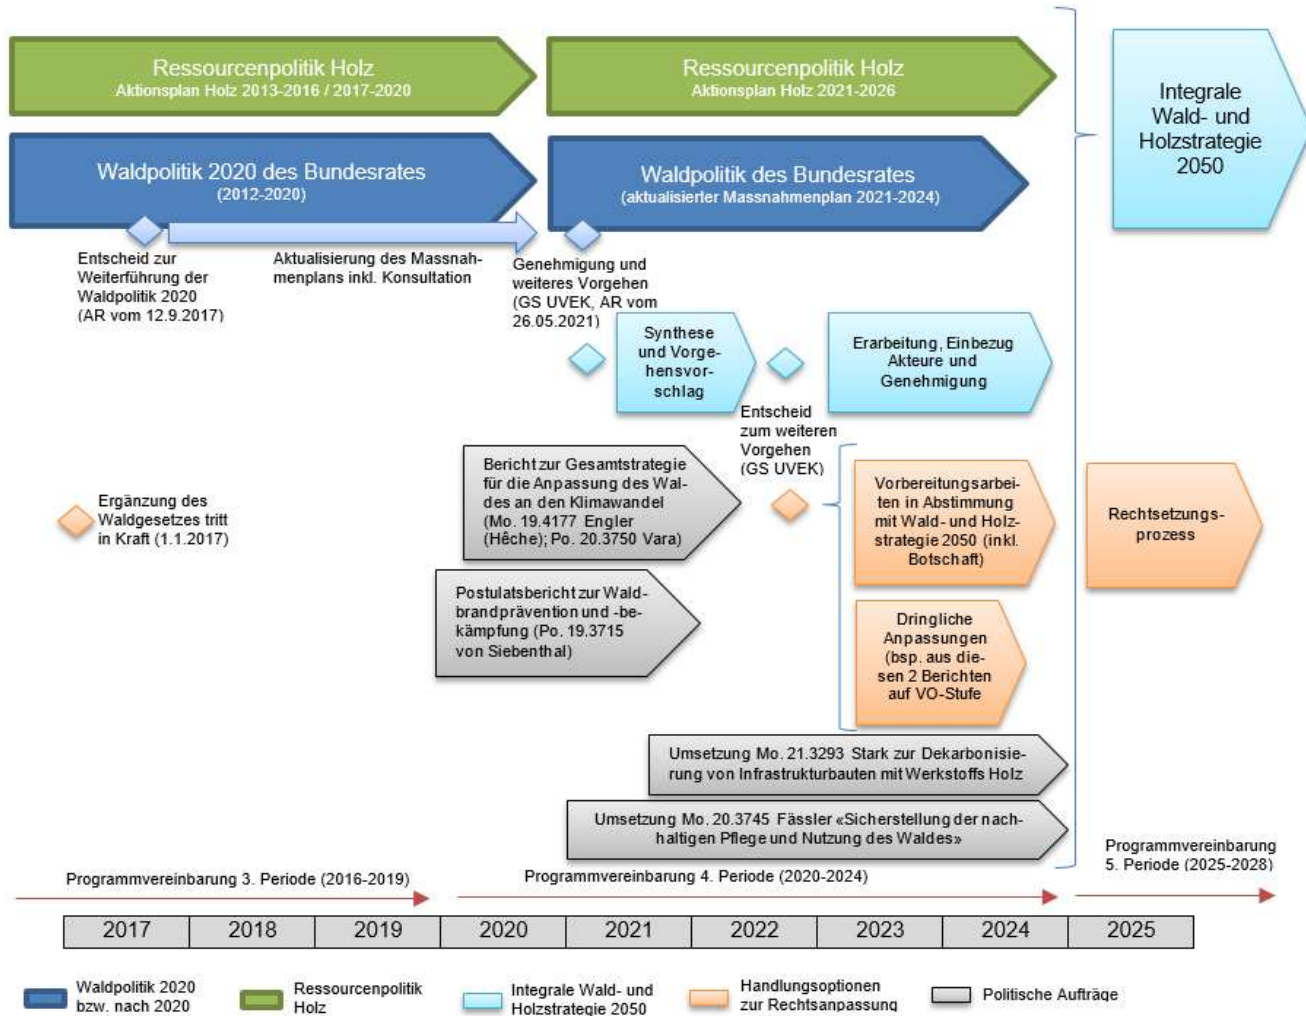 Ressourcenpolitik Holz
Aktionsplan Holz 2013-2016 / 2017-2020
Ressourcenpolitik Holz
Aktionsplan Holz 2021-2026
Integrale
Wald- und
Holzstrategie
2050
Waldpolitik 2020 des Bundesrates
(2012-2020)
Waldpolitik des Bundesrates
(aktualisierter Massnahmenplan 2021-2024)
Entscheid zur
Weiterführung der
Waldpolitik 2020
(AR vom 12.9.2017)
Aktualisierung des Massnah-
menplans inkl. Konsultation
Genehmigung und
weiteres Vorgehen
(GS UVEK, AR vom
26.05.2021)
Synthese
und Vorge-
hensvor-
schlag
Erarbeitung, Einbezug
Akteure und
Genehmigung
Entscheid
zum weiteren
Vorgehen
(GS UVEK)
Ergänzung des
Waldgesetzes tritt
in Kraft (1.1.2017)
Bericht zur Gesamtstrategie
für die Anpassung des Wal-
des an den Klimawandel
(Mo. 19.4177 Engler
(Hêche); Po. 20.3750 Vara)
Vorbereitungsarbei-
ten in Abstimmung
mit Wald- und Holz-
strategie 2050 (inkl.
Botschaft)
Rechtsetzungs-
prozess
Postulatsbericht zur Wald-
brandprävention und -be-
kämpfung (Po. 19.3715
von Siebenthal)
Dringliche
Anpassungen
(bsp. aus die-
sen 2 Berichten
auf VO-Stufe
Umsetzung Mo. 21.3293 Stark zur Dekarbonisie-
rung von Infrastrukturbauten mit Werkstoffs Holz
Umsetzung Mo. 20.3745 Fässler «Sicherstellung der nach-
haltigen Pflege und Nutzung des Waldes»
Programmvereinbarung 3. Periode (2016-2019)
Programmvereinbarung 4. Periode (2020-2024)
Programmvereinbarung
5. Periode (2025-2028)
2017 2018 2019 2020 2021 2022 2023 2024 2025
Waldpolitik 2020
bzw. nach 2020
Ressourcenpolitik
Holz
Integrale Wald- und
Holzstrategie 2050
Handlungsoptionen
zur Rechtsanpassung
Politische Aufträge